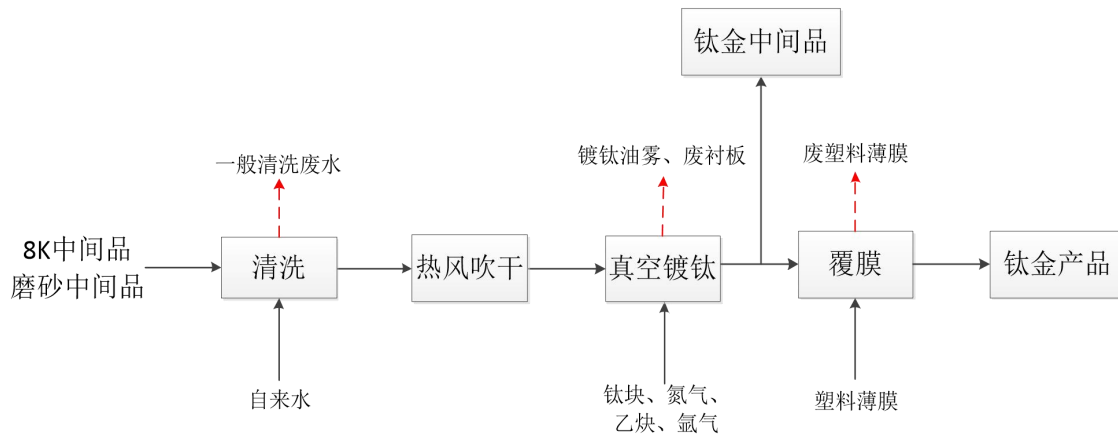 钛金中间品
一般清洗废水
镀钛油雾、废衬板
废塑料薄膜
8K中间品
磨砂中间品
清洗
热风吹干
真空镀钛
覆膜
钛金产品
自来水
钛块、氮气、
乙炔、氩气
塑料薄膜